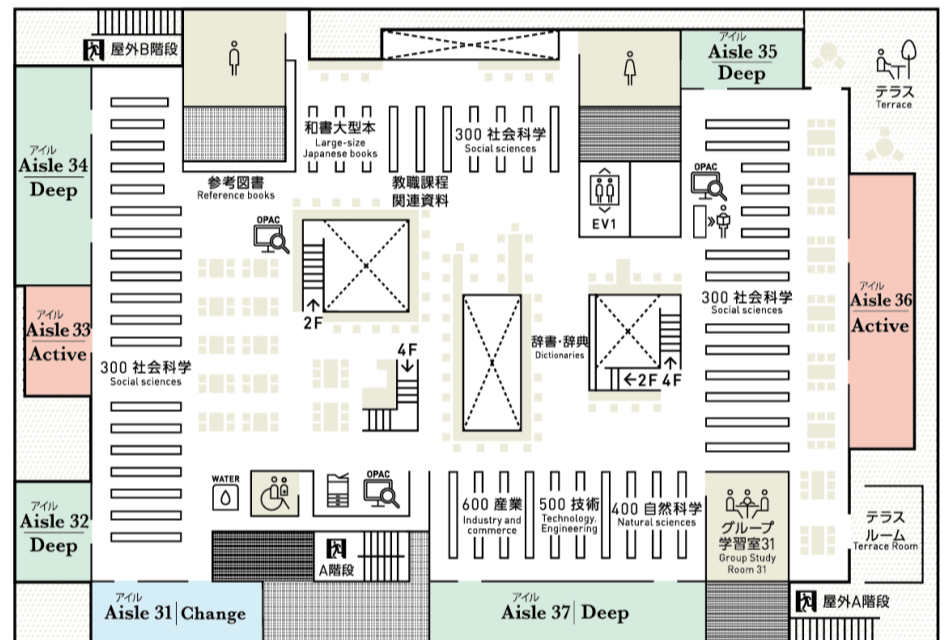 屋外B階段
アイル
Aisle 35
Deep
テラス
Terrace
アイル
Aisle 34
Deep
和書大型本
Large-size
Japanese books
300 社会科学
Social sciences
参考図書
Reference books
教職課程
関連資料
EV1
OPAC
OPAC
2F
アイル
Aisle 33
Active
300 社会科学
Social sciences
4F
辞書・辞典
Dictionaries
←2F 4F
300 社会科学
Social sciences
アイル
Aisle 36
Active
アイル
Aisle 32
Deep
WATER
OPAC
600 産業
Industry and
commerce
500 技術
Technology.
Engineering
400 自然科学
Natural sciences
グループ
学習室31
Group Study
Room 31
テラス
ルーム
Terrace Room
A階段
屋外A階段
アイル
Aisle 31 | Change
アイル
Aisle 37 | Deep